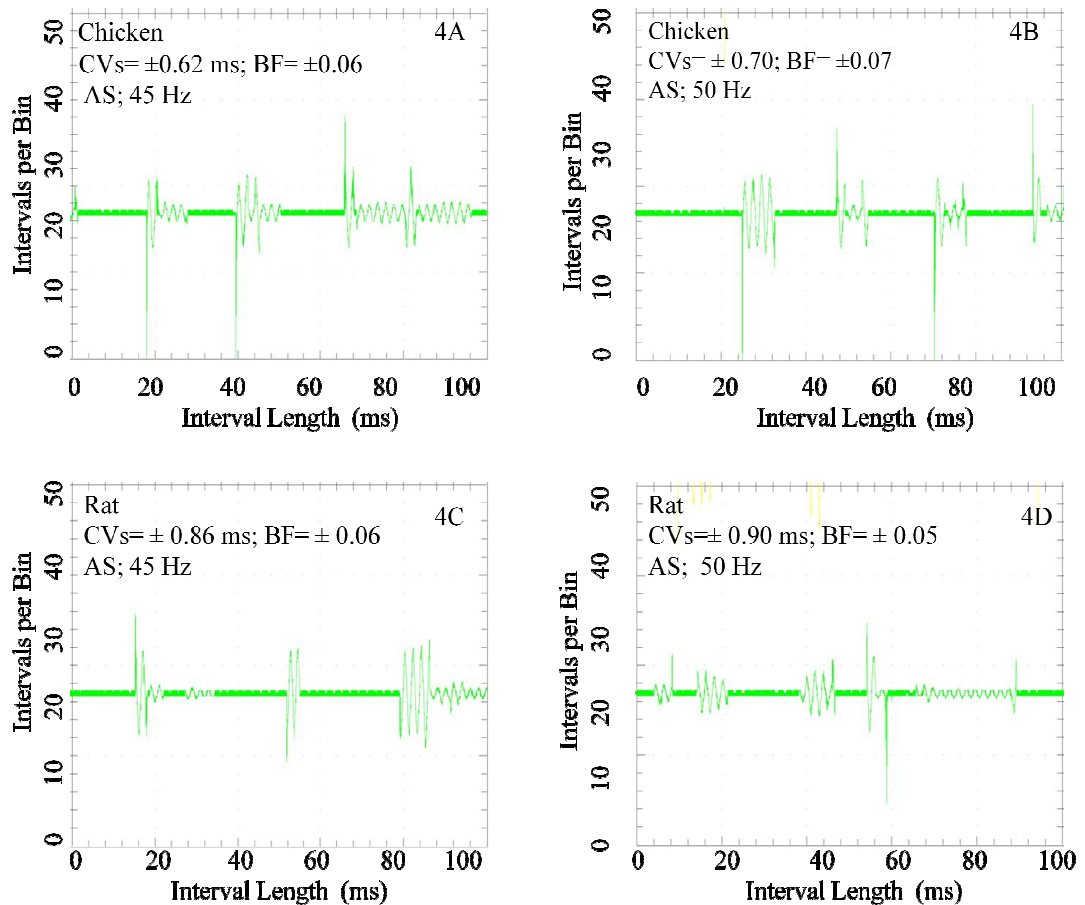 Chicken 4A
CVs= ±0.62 ms; BF= ±0.06
AS; 45 Hz
Intervals per Bin
50
40
30
20
10
0
0 20 40 60 80 100
Interval Length (ms)
Chicken 4B
CVs= ± 0.70; BF= ±0.07
AS; 50 Hz
Intervals per Bin
50
40
30
20
10
0
0 20 40 60 80 100
Interval Length (ms)
Rat 4C
CVs= ± 0.86 ms; BF= ± 0.06
AS; 45 Hz
Intervals per Bin
50
40
30
20
10
0
20 40 60 80 100
Interval Length (ms)
Rat 4D
CVs=± 0.90 ms; BF= ± 0.05
AS; 50 Hz
Intervals per Bin
50
40
30
20
10
0
0 20 40 60 80 100
Interval Length (ms)